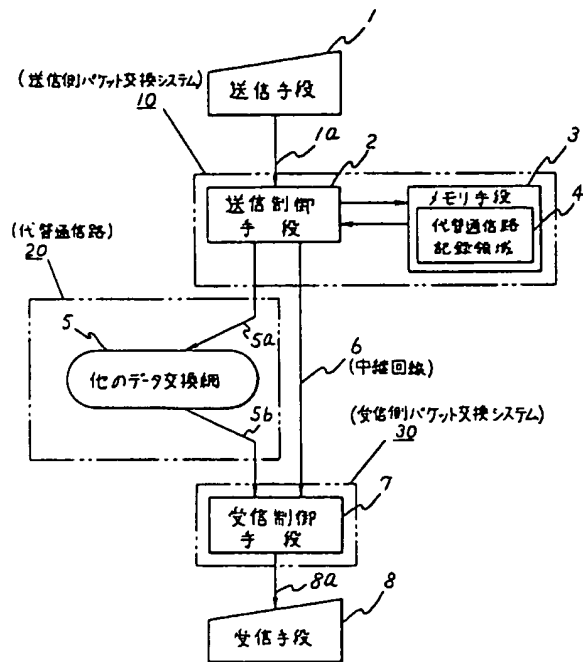 1
送信手段
(送信側パケット交換システム)
10
1a
2
3
送信制御
手段
メモリ手段
4
代替通信路
記録領域
(代替通信路)
20
5
5a
他のデータ交換網
6
(中継回線)
5b
(受信側パケット交換システム)
30
受信制御
手段
7
8a
8
受信手段